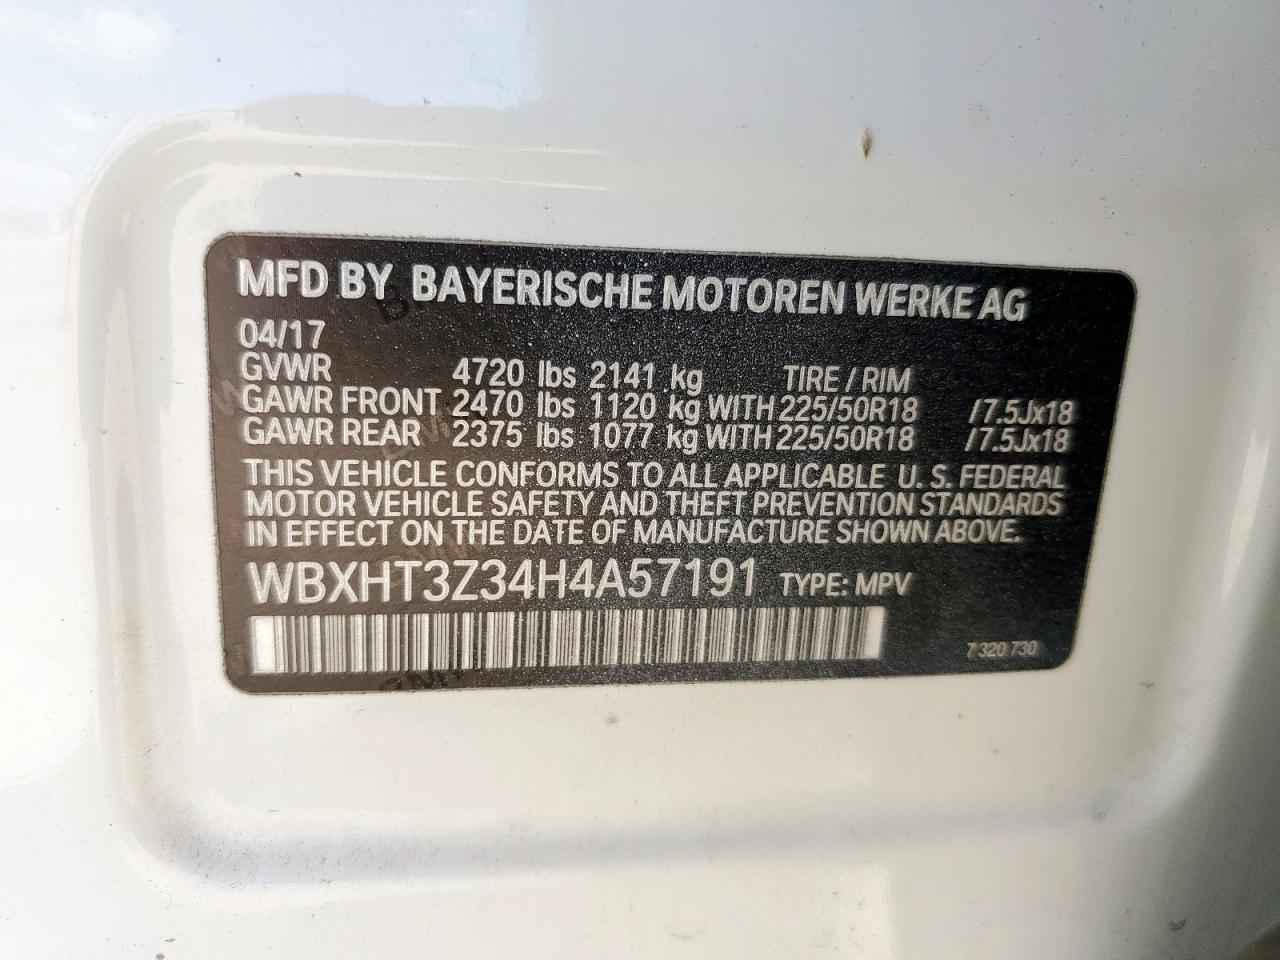 MFD BY BAYERISCHE MOTOREN WERKE AG
04/17
GVWR 4720 lbs 2141 kg TIRE / RIM
GAWR FRONT 2470 lbs 1120 kg WITH 225/50R18 /7.5Jx18
GAWR REAR 2375 lbs 1077 kg WITH 225/50R18 /7.5Jx18
THIS VEHICLE CONFORMS TO ALL APPLICABLE U. S. FEDERAL
MOTOR VEHICLE SAFETY AND THEFT PREVENTION STANDARDS
IN EFFECT ON THE DATE OF MANUFACTURE SHOWN ABOVE.
WBXHT3Z34H4A57191 TYPE: MPV
7 320 730